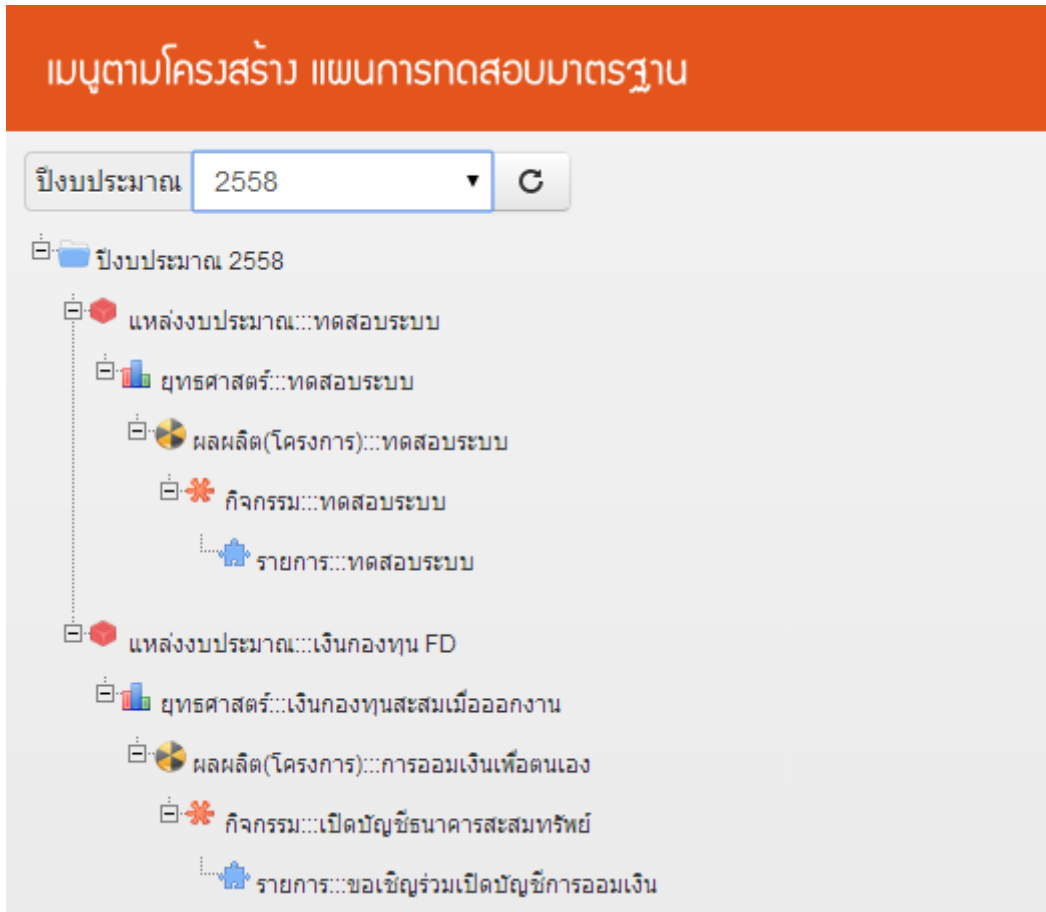 เมนูตามโครงสร้าง แผนการทดสอบมาตรฐาน
ปีงบประมาณ 2558
ปีงบประมาณ 2558
แหล่งงบประมาณ:::ทดสอบระบบ
ยุทธศาสตร์:::ทดสอบระบบ
ผลผลิต(โครงการ):::ทดสอบระบบ
กิจกรรม:::ทดสอบระบบ
รายการ:::ทดสอบระบบ
แหล่งงบประมาณ:::เงินกองทุน FD
ยุทธศาสตร์:::เงินกองทุนสะสมเมื่อออกงาน
ผลผลิต(โครงการ):::การออมเงินเพื่อตนเอง
กิจกรรม:::เปิดบัญชีธนาคารสะสมทรัพย์
รายการ:::ขอเชิญร่วมเปิดบัญชีการออมเงิน